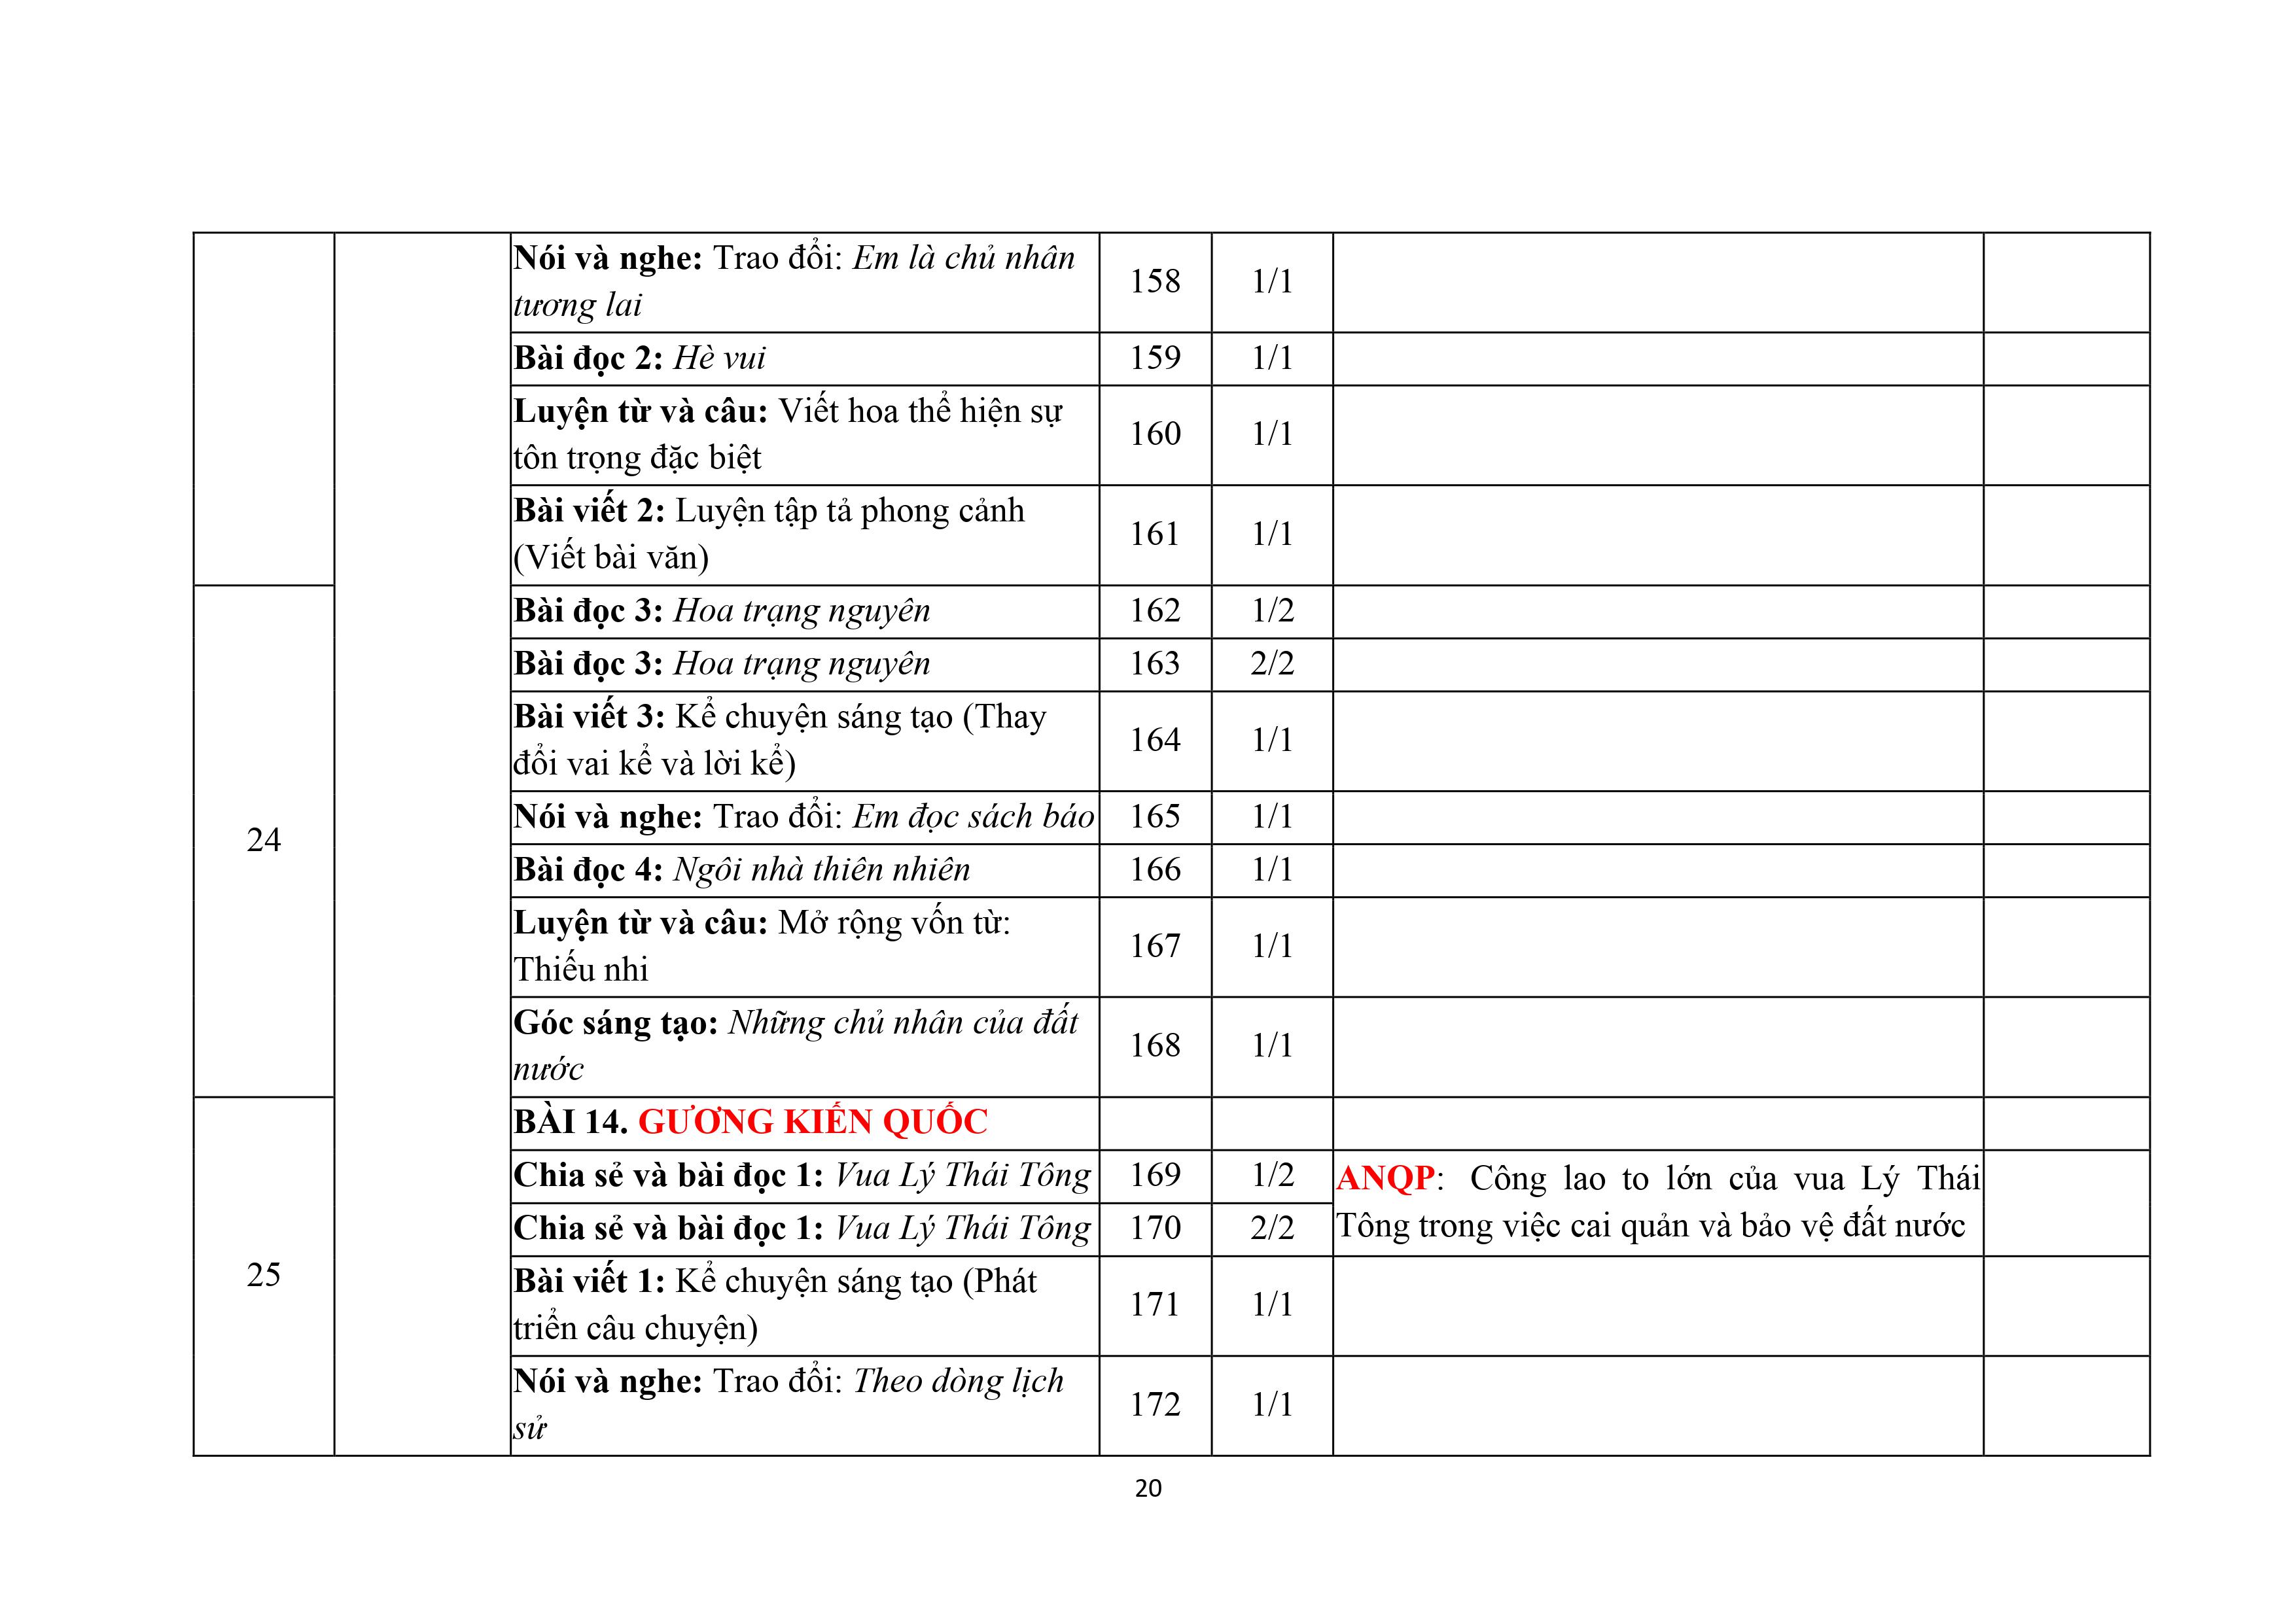 Nói và nghe: Trao đổi: Em là chủ nhân
tương lai
158
1/1
Bài đọc 2: Hè vui
159
1/1
Luyện từ và câu: Viết hoa thể hiện sự
tôn trọng đặc biệt
160
1/1
Bài viết 2: Luyện tập tả phong cảnh
(Viết bài văn)
161
1/1
24
Bài đọc 3: Hoa trạng nguyên
162
1/2
Bài đọc 3: Hoa trạng nguyên
163
2/2
Bài viết 3: Kể chuyện sáng tạo (Thay
đổi vai kể và lời kể)
164
1/1
Nói và nghe: Trao đổi: Em đọc sách báo
165
1/1
Bài đọc 4: Ngôi nhà thiên nhiên
166
1/1
Luyện từ và câu: Mở rộng vốn từ:
Thiếu nhi
167
1/1
Góc sáng tạo: Những chủ nhân của đất
nước
168
1/1
25
BÀI 14. GƯƠNG KIẾN QUỐC
Chia sẻ và bài đọc 1: Vua Lý Thái Tông
169
1/2
ANQP: Công lao to lớn của vua Lý Thái
Tông trong việc cai quản và bảo vệ đất nước
Chia sẻ và bài đọc 1: Vua Lý Thái Tông
170
2/2
Bài viết 1: Kể chuyện sáng tạo (Phát
triển câu chuyện)
171
1/1
Nói và nghe: Trao đổi: Theo dòng lịch
sử
172
1/1
20